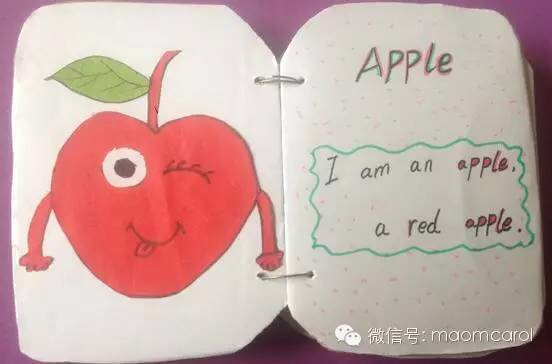 Apple
I am an apple.
a red apple.
微信号: maomcarol